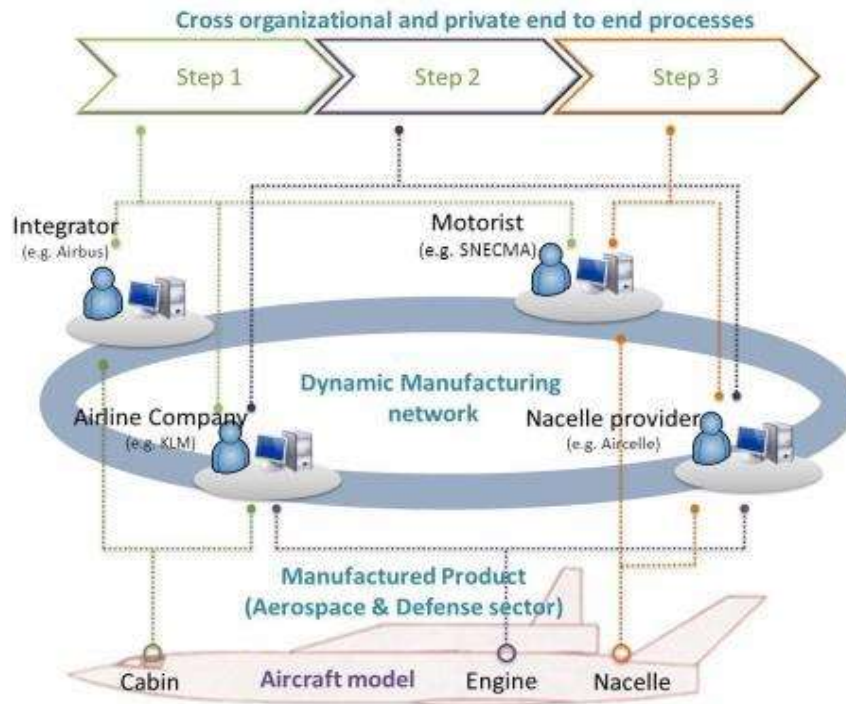 Cross organizational and private end to end processes
Step 1
Step 2
Step 3
Integrator
(e.g. Airbus)
Motorist
(e.g. SNECMA)
Dynamic Manufacturing
network
Airline Company
(e.g. KLM)
Nacelle provider
(e.g. Aircelle)
Manufactured Product
(Aerospace & Defense sector)
Cabin
Aircraft model
Engine
Nacelle